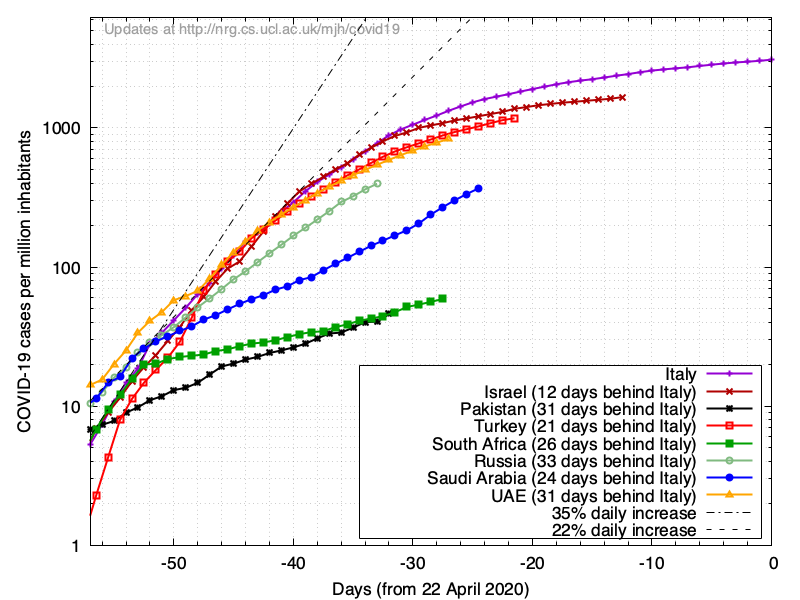 Updates at http://nrg.cs.ucl.ac.uk/mjh/covid19
COVID-19 cases per million inhabitants
1000
100
10
1
Italy
Israel (12 days behind Italy)
Pakistan (31 days behind Italy)
Turkey (21 days behind Italy)
South Africa (26 days behind Italy)
Russia (33 days behind Italy)
Saudi Arabia (24 days behind Italy)
UAE (31 days behind Italy)
35% daily increase
22% daily increase
-50 -40 -30 -20 -10 0
Days (from 22 April 2020)